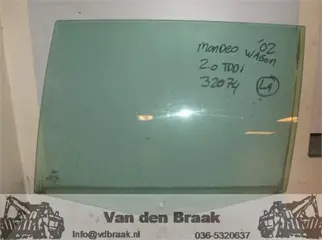 MONDEO '02
WAGON
2.0 TDDi
32074
LA
Van den Braak
Info@vdbraak.nl 036-5320637